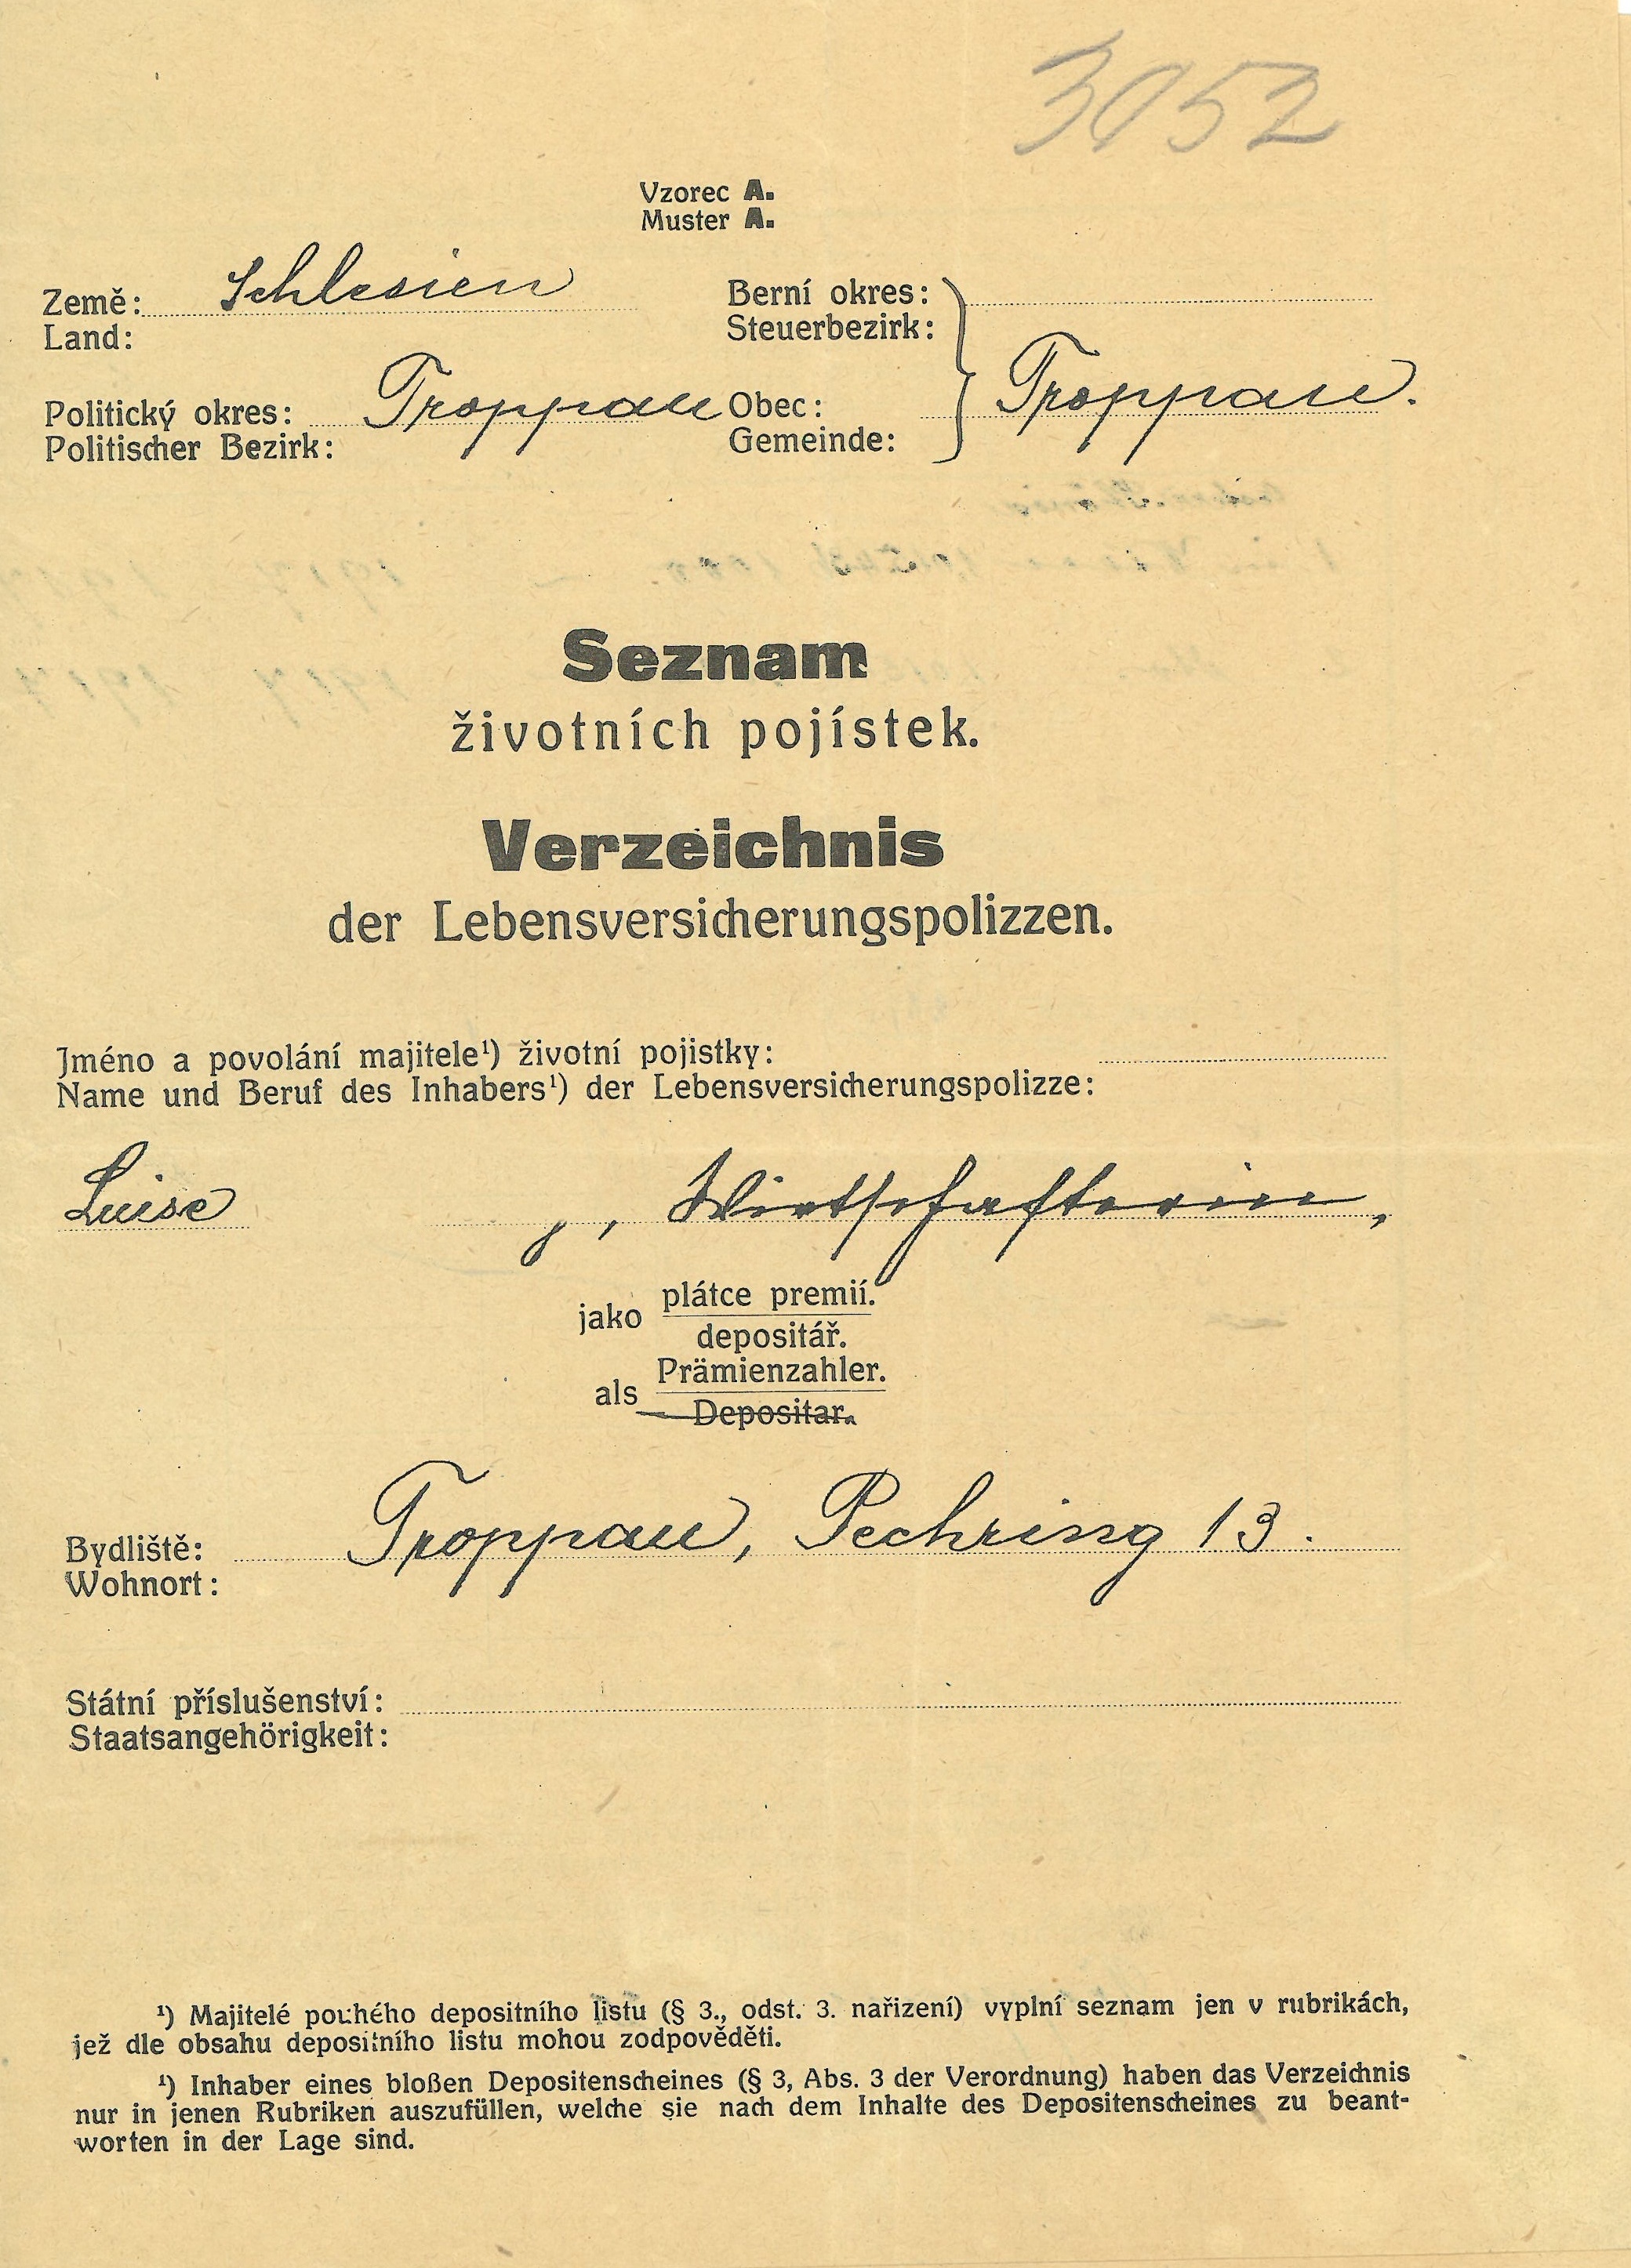 3052
Vzorec A.
Muster A.
Země: Schlesien
Land:
Berní okres:
Steuerbezirk:
Politický okres: Troppau
Politischer Bezirk:
Obec: Troppau.
Gemeinde:
Seznam
životních pojístek.
Verzeichnis
der Lebensversicherungspolizzen.
Jméno a povolání majitele¹) životní pojistky:
Name und Beruf des Inhabers¹) der Lebensversicherungspolizze:
Luise , Wirtschafterin,
jako plátce premií.
depositář.
als Prämienzahler.
Depositar.
Bydliště: Troppau, Pechring 13.
Wohnort:
Státní příslušenství:
Staatsangehörigkeit:
¹) Majitelé pouhého depositního listu (§ 3., odst. 3. nařizení) vyplní seznam jen v rubrikách,
jež dle obsahu depositního listu mohou zodpověděti.
¹) Inhaber eines bloßen Depositenscheines (§ 3, Abs. 3 der Verordnung) haben das Verzeichnis
nur in jenen Rubriken auszufüllen, welche sie nach dem Inhalte des Depositenscheines zu beant-
worten in der Lage sind.